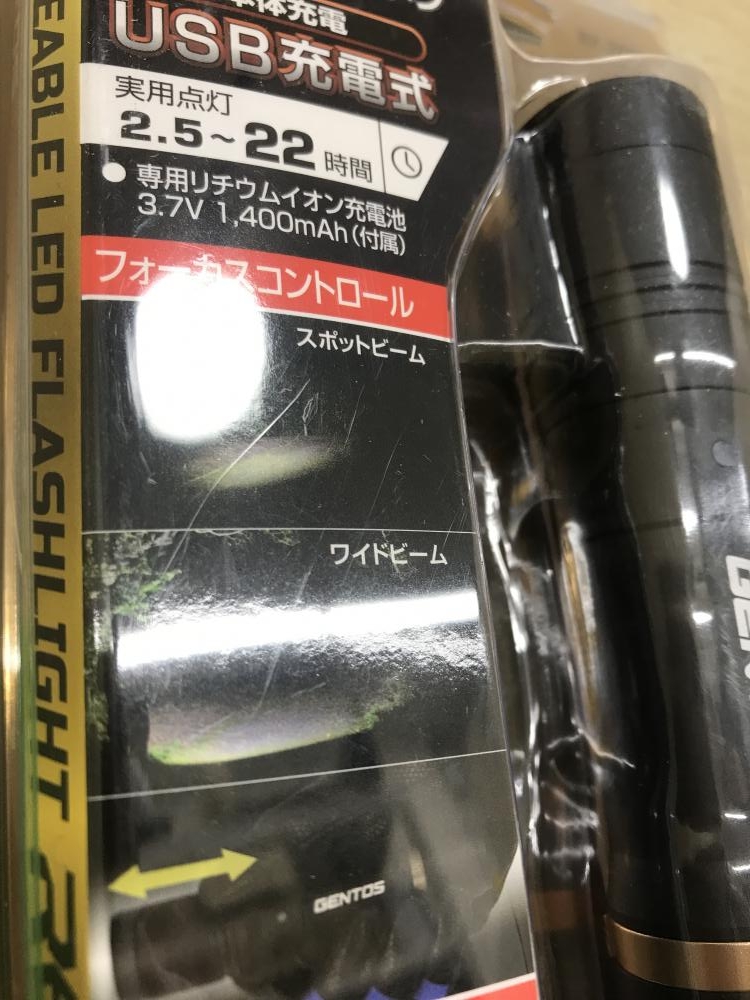 本体充電
USB充電式
実用点灯
2.5~22時間
●専用リチウムイオン充電池
3.7V 1,400mAh(付属)
フォーカスコントロール
スポットビーム
ワイドビーム
GENTOS
EABLE LED FLASHLIGHT